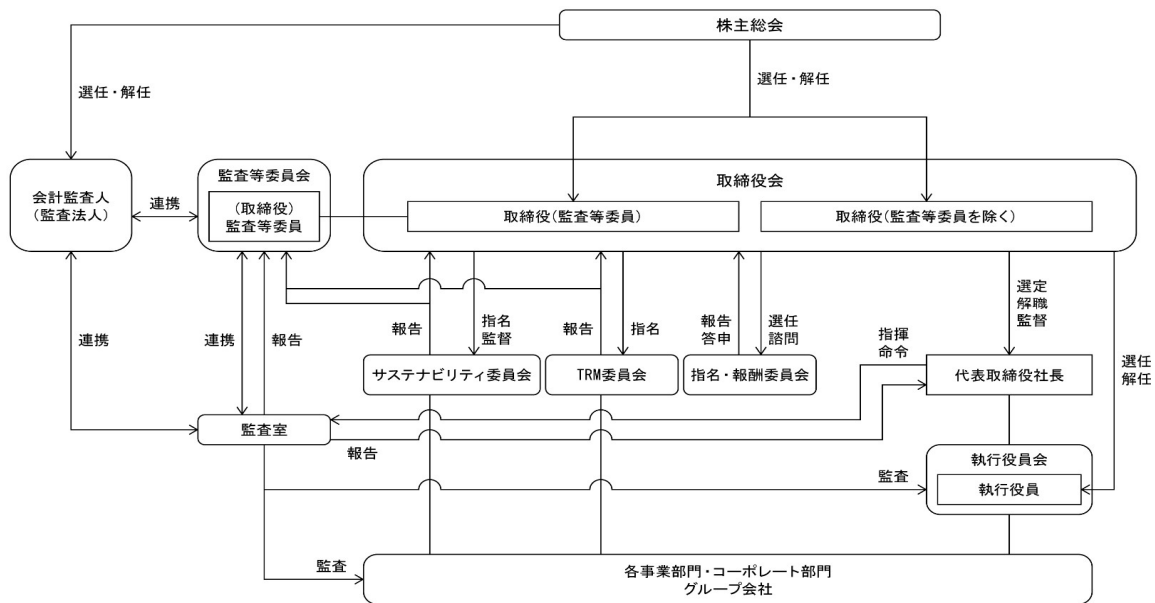 株主総会
選任・解任
選任・解任
会計監査人
(監査法人)
連携
監査等委員会
(取締役)
監査等委員
取締役会
取締役(監査等委員)
取締役(監査等委員を除く)
連携
連携
報告
報告
指名
監督
報告
指名
報告
答申
選任
諮問
選定
解職
監督
指揮
命令
選任
解任
サステナビリティ委員会
TRM委員会
指名・報酬委員会
代表取締役社長
監査室
報告
監査
執行役員会
執行役員
監査
各事業部門・コーポレート部門
グループ会社